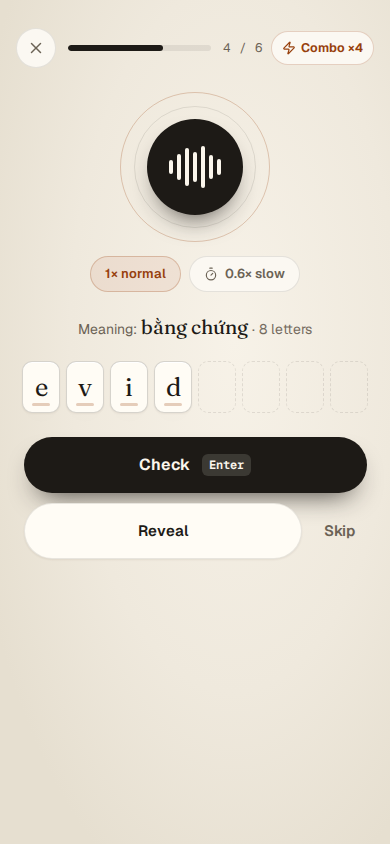 4 / 6 Combo ×4
1× normal 0.6× slow
Meaning: bằng chứng · 8 letters
e v i d
Check Enter
Reveal Skip